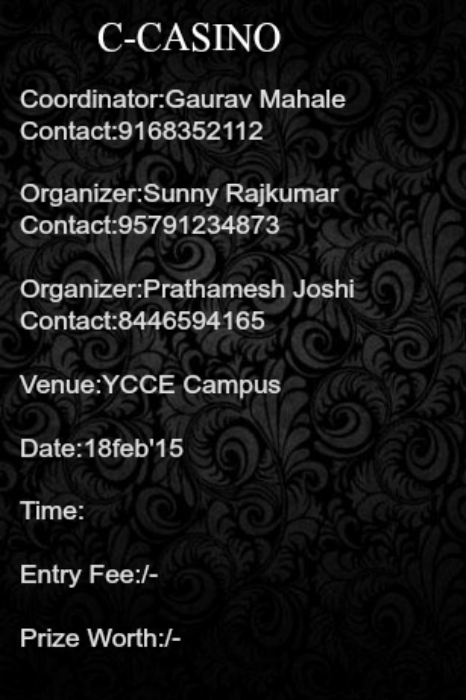 C-CASINO
Coordinator:Gaurav Mahale
Contact:9168352112
Organizer:Sunny Rajkumar
Contact:95791234873
Organizer:Prathamesh Joshi
Contact:8446594165
Venue:YCCE Campus
Date:18feb'15
Time:
Entry Fee:/-
Prize Worth:/-